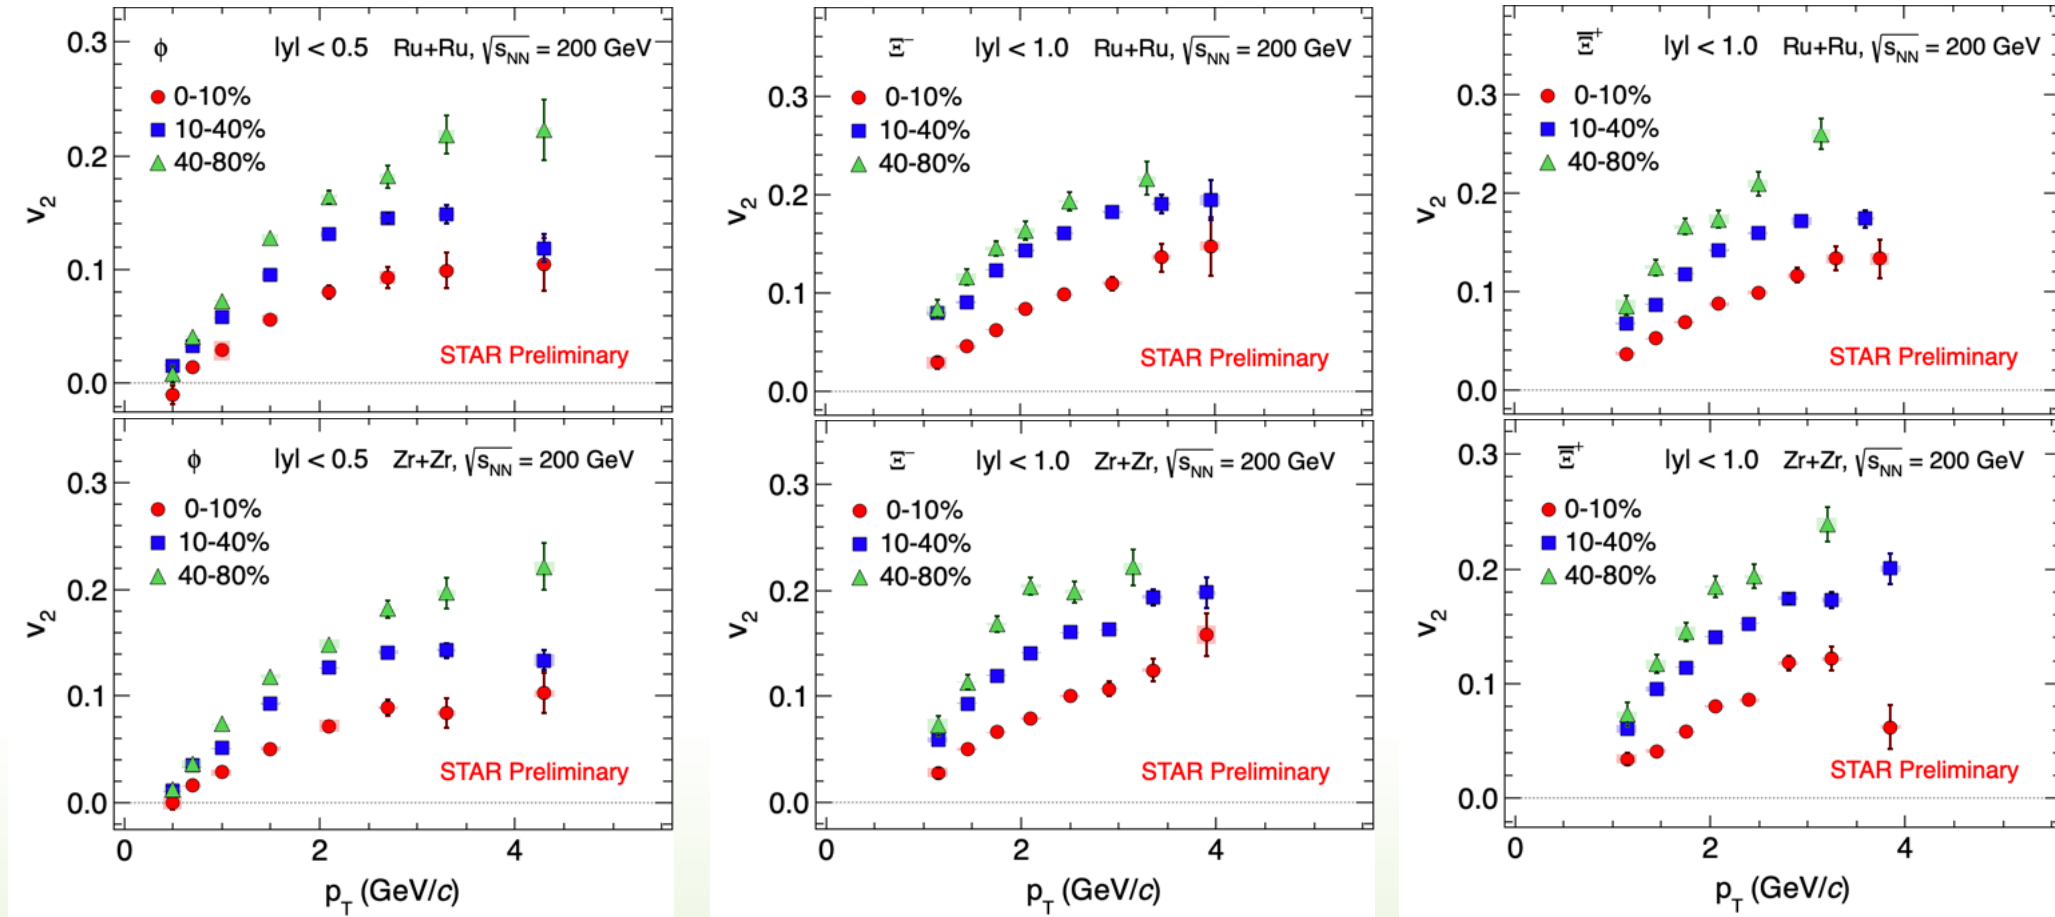 ϕ |y| < 0.5 Ru+Ru, √sNN = 200 GeV
0-10%
10-40%
40-80%
STAR Preliminary
v2
0.3
0.2
0.1
0.0
Ξ− |y| < 1.0 Ru+Ru, √sNN = 200 GeV
0-10%
10-40%
40-80%
STAR Preliminary
v2
0.3
0.2
0.1
0.0
Ξ̅+ |y| < 1.0 Ru+Ru, √sNN = 200 GeV
0-10%
10-40%
40-80%
STAR Preliminary
v2
0.3
0.2
0.1
0.0
ϕ |y| < 0.5 Zr+Zr, √sNN = 200 GeV
0-10%
10-40%
40-80%
STAR Preliminary
v2
0.3
0.2
0.1
0.0
0 2 4
pT (GeV/c)
Ξ− |y| < 1.0 Zr+Zr, √sNN = 200 GeV
0-10%
10-40%
40-80%
STAR Preliminary
v2
0.3
0.2
0.1
0.0
0 2 4
pT (GeV/c)
Ξ̅+ |y| < 1.0 Zr+Zr, √sNN = 200 GeV
0-10%
10-40%
40-80%
STAR Preliminary
v2
0.3
0.2
0.1
0.0
0 2 4
pT (GeV/c)